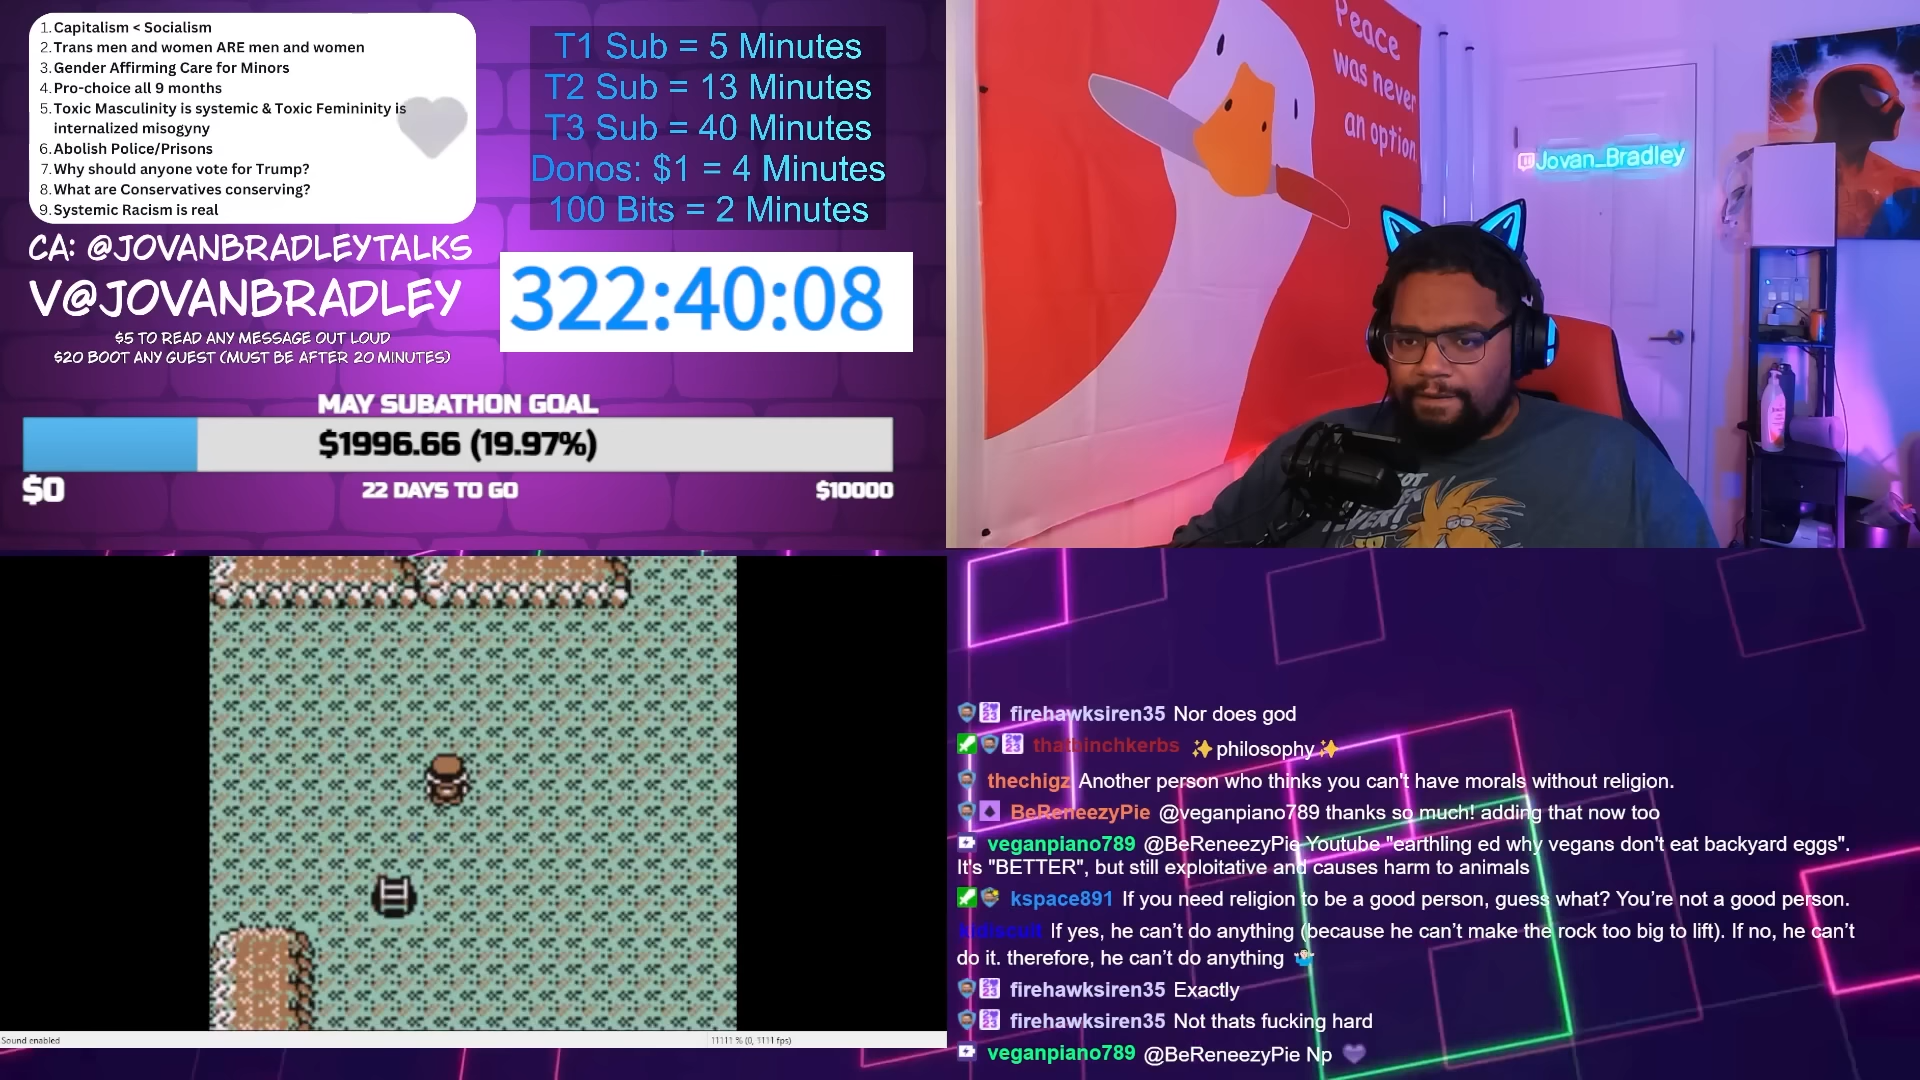 1. Capitalism < Socialism
2. Trans men and women ARE men and women
3. Gender Affirming Care for Minors
4. Pro-choice all 9 months
5. Toxic Masculinity is systemic & Toxic Femininity is
internalized misogyny
6. Abolish Police/Prisons
7. Why should anyone vote for Trump?
8. What are Conservatives conserving?
9. Systemic Racism is real
CA: @JOVANBRADLEYTALKS
V@JOVANBRADLEY
$5 TO READ ANY MESSAGE OUT LOUD
$20 BOOT ANY GUEST (MUST BE AFTER 20 MINUTES)
T1 Sub = 5 Minutes
T2 Sub = 13 Minutes
T3 Sub = 40 Minutes
Donos: $1 = 4 Minutes
100 Bits = 2 Minutes
322:40:08
MAY SUBATHON GOAL
$1996.66 (19.97%)
$0
22 DAYS TO GO
$10000
Peace
was never
an option
Jovan_Bradley
Sound enabled
11111 % (0, 1111 fps)
firehawksiren35 Nor does god
thatbinchkerbs ✨philosophy✨
thechigz Another person who thinks you can't have morals without religion.
BeReneezyPie @veganpiano789 thanks so much! adding that now too
veganpiano789 @BeReneezyPie Youtube "earthling ed why vegans don't eat backyard eggs".
It's "BETTER", but still exploitative and causes harm to animals
kspace891 If you need religion to be a good person, guess what? You're not a good person.
If yes, he can't do anything (because he can't make the rock too big to lift). If no, he can't
do it. therefore, he can't do anything
firehawksiren35 Exactly
firehawksiren35 Not thats fucking hard
veganpiano789 @BeReneezyPie Np 💜